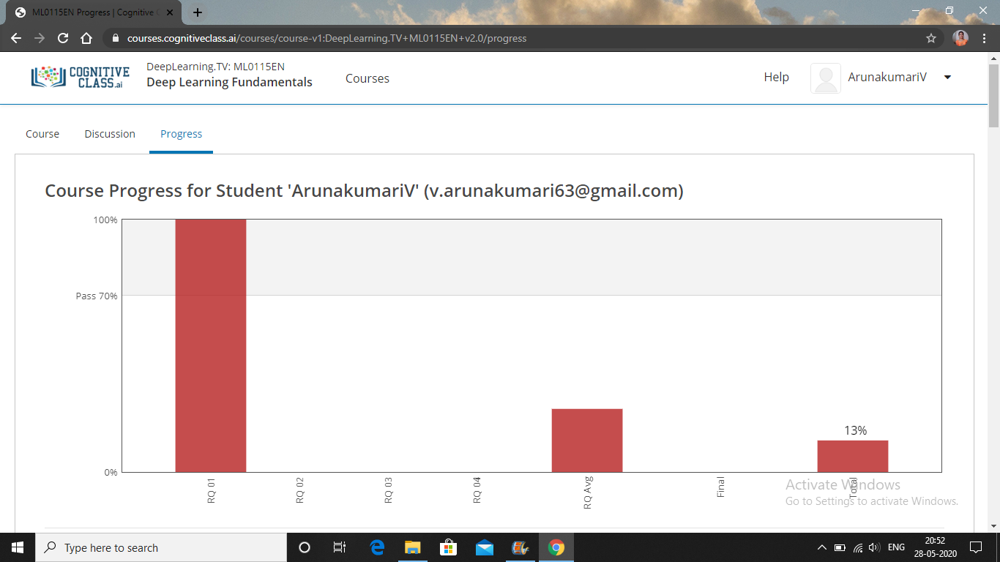 ML0115EN Progress | Cognitive C
courses.cognitiveclass.ai/courses/course-v1:DeepLearning.TV+ML0115EN+v2.0/progress
COGNITIVE
CLASS.ai
DeepLearning.TV: ML0115EN
Deep Learning Fundamentals
Courses
Help
ArunakumariV
Course
Discussion
Progress
Course Progress for Student 'ArunakumariV' (v.arunakumari63@gmail.com)
100%
Pass 70%
0%
13%
RQ 01
RQ 02
RQ 03
RQ 04
RQ Avg
Final
Total
Activate Windows
Go to Settings to activate Windows.
Type here to search
ENG
20:52
28-05-2020